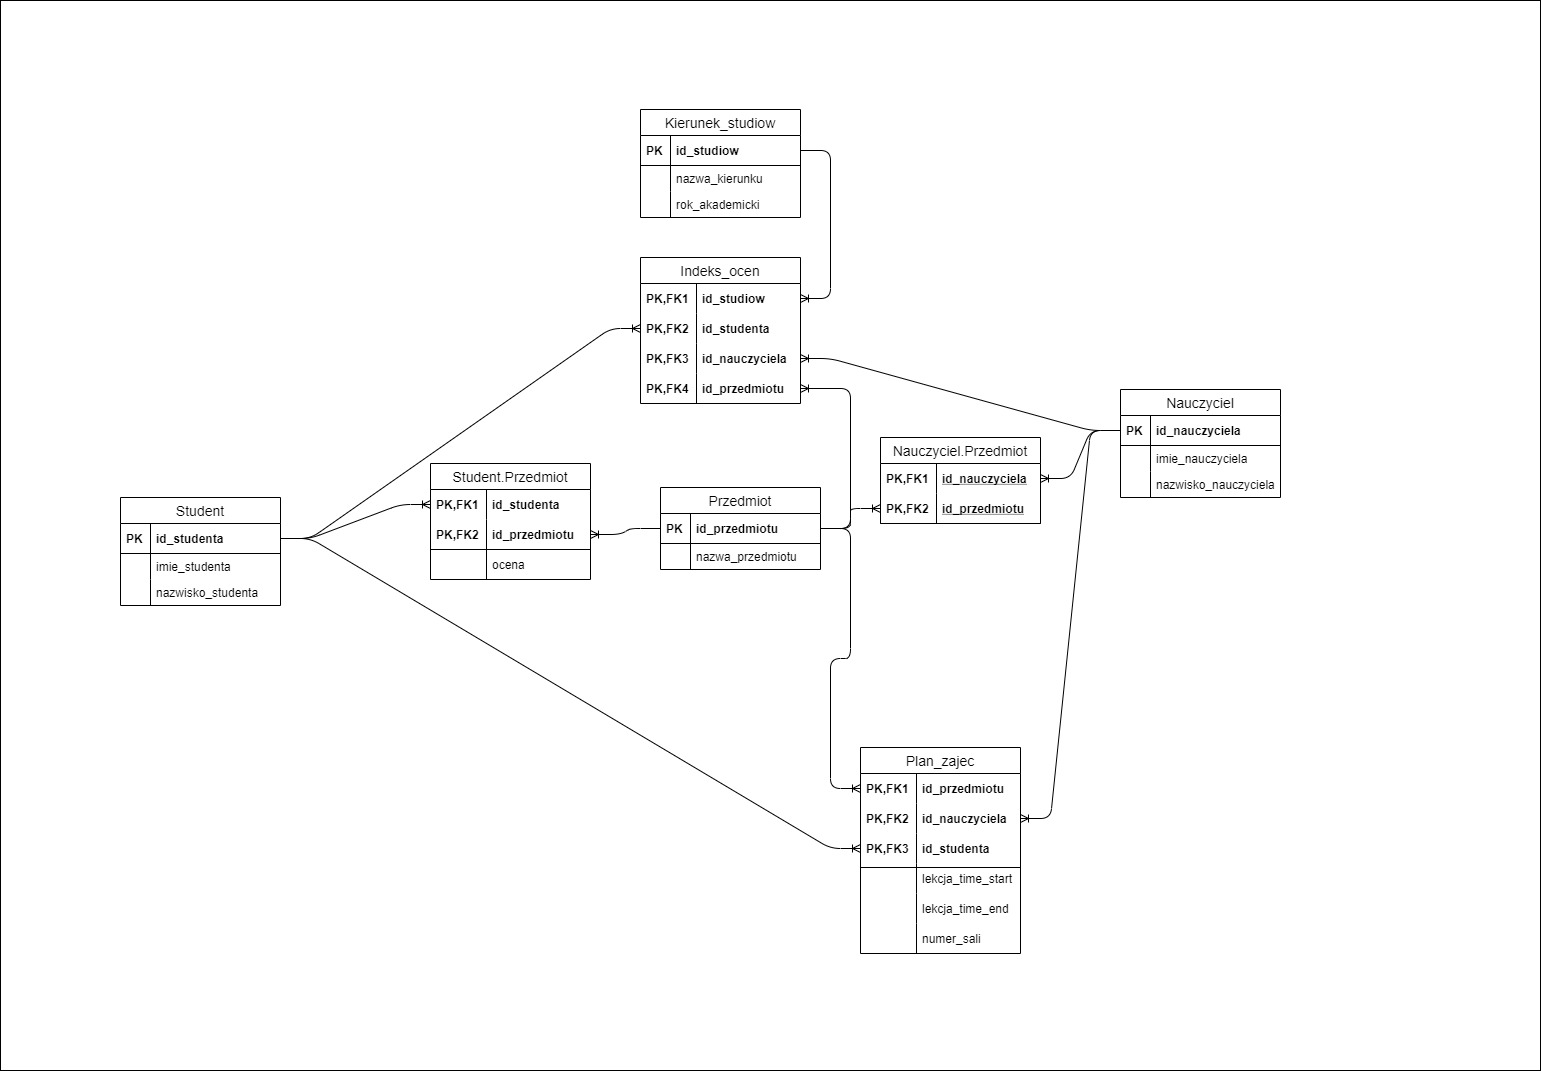 Kierunek_studiow
PK id_studiow
nazwa_kierunku
rok_akademicki
Indeks_ocen
PK,FK1 id_studiow
PK,FK2 id_studenta
PK,FK3 id_nauczyciela
PK,FK4 id_przedmiotu
Student
PK id_studenta
imie_studenta
nazwisko_studenta
Student.Przedmiot
PK,FK1 id_studenta
PK,FK2 id_przedmiotu
ocena
Przedmiot
PK id_przedmiotu
nazwa_przedmiotu
Nauczyciel.Przedmiot
PK,FK1 id_nauczyciela
PK,FK2 id_przedmiotu
Nauczyciel
PK id_nauczyciela
imie_nauczyciela
nazwisko_nauczyciela
Plan_zajec
PK,FK1 id_przedmiotu
PK,FK2 id_nauczyciela
PK,FK3 id_studenta
lekcja_time_start
lekcja_time_end
numer_sali